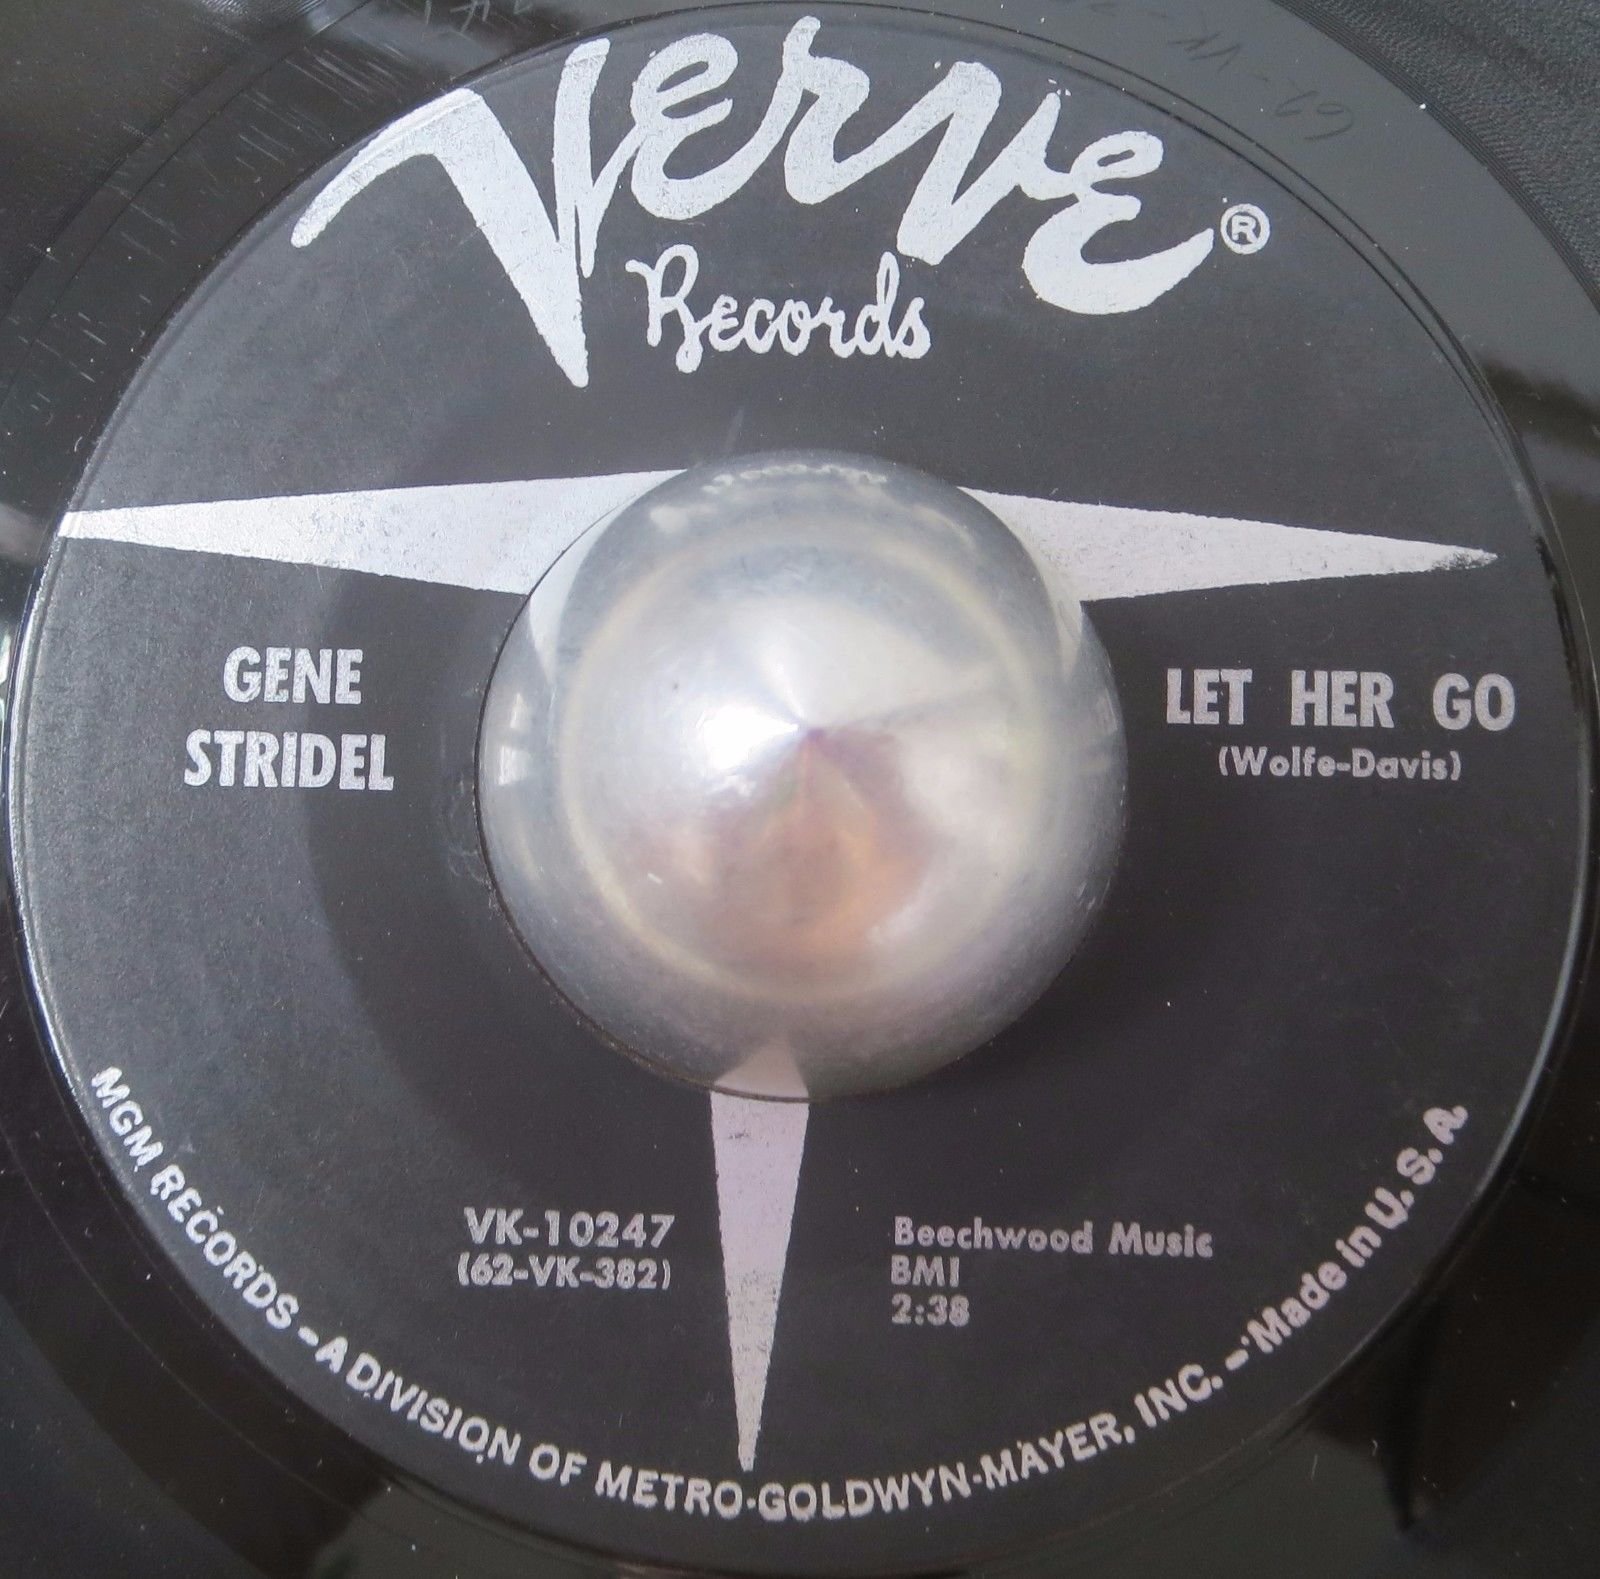 Verve®
Records
GENE
STRIDEL
LET HER GO
(Wolfe-Davis)
VK-10247
(62-VK-382)
Beechwood Music
BMI
2:38
MGM RECORDS - A DIVISION OF METRO-GOLDWYN-MAYER, INC. - Made in U.S.A.